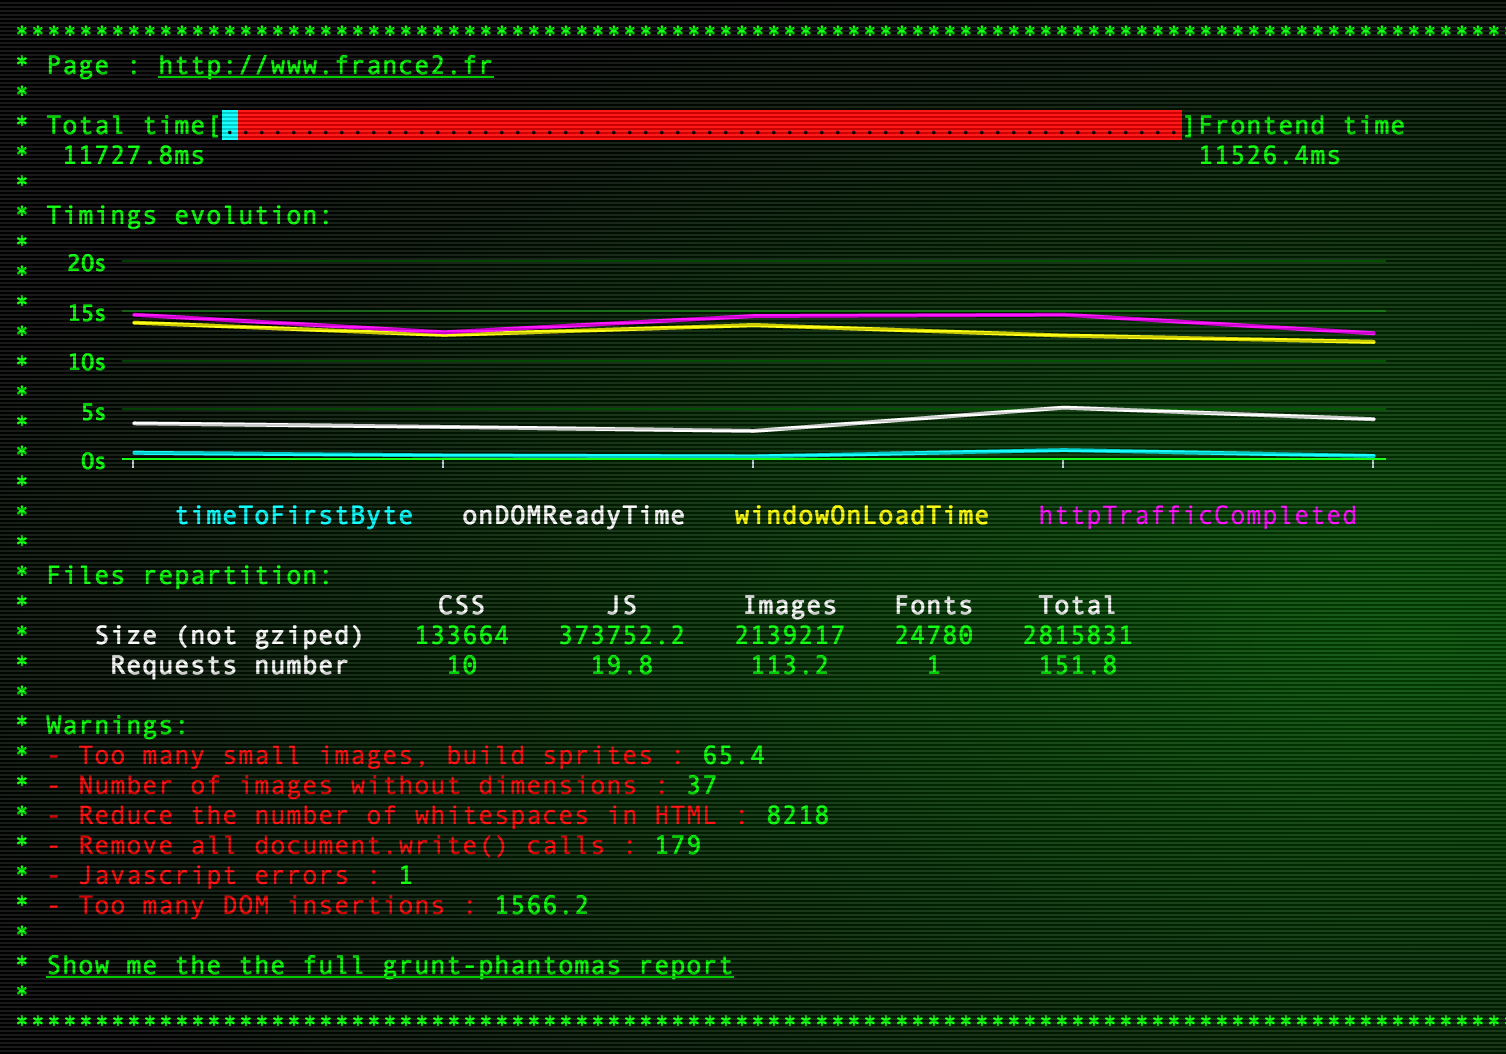 ********************************************************************************************
* Page : http://www.france2.fr
*
* Total time[............................................................]Frontend time
* 11727.8ms 11526.4ms
*
* Timings evolution:
*
* 20s
*
* 15s
*
* 10s
*
* 5s
*
* 0s
*
* timeToFirstByte onDOMReadyTime windowOnLoadTime httpTrafficCompleted
*
* Files repartition:
* CSS JS Images Fonts Total
* Size (not gziped) 133664 373752.2 2139217 24780 2815831
* Requests number 10 19.8 113.2 1 151.8
*
* Warnings:
* - Too many small images, build sprites : 65.4
* - Number of images without dimensions : 37
* - Reduce the number of whitespaces in HTML : 8218
* - Remove all document.write() calls : 179
* - Javascript errors : 1
* - Too many DOM insertions : 1566.2
*
* Show me the the full grunt-phantomas report
*
********************************************************************************************